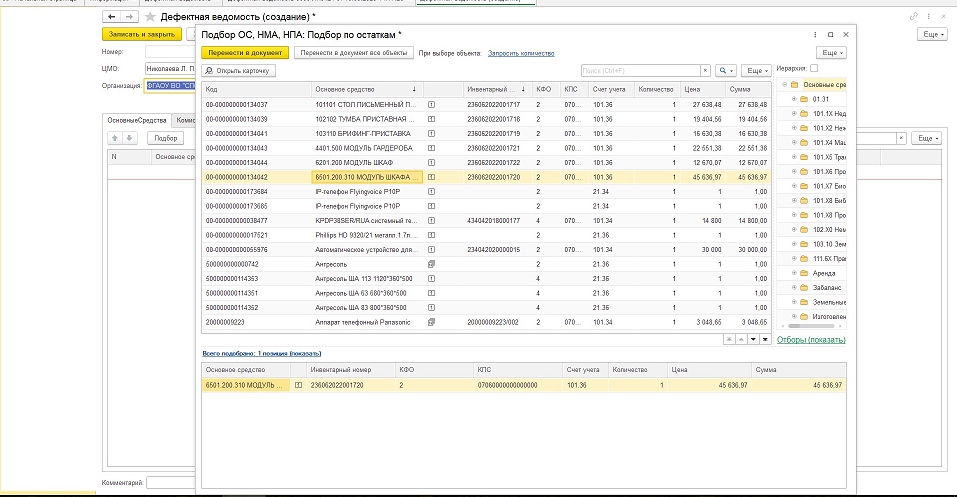 Дефектная ведомость (создание) *
Записать и закрыть
Еще
Номер:
ЦМО: Николаева Л. П.
Организация: ФГАОУ ВО "СПб
ОсновныеСредства
Подбор
Еще
N Основное ср
Комментарий:
Подбор ОС, НМА, НПА: Подбор по остаткам *
Перенести в документ Перенести в документ все объекты При выборе объекта: Запросить количество Еще
Открыть карточку Поиск (Ctrl+F) Еще Иерархия:
Код Основное средство Инвентарный ... КФО КПС Счет учета Количество Цена Сумма
00-000000000134037 101101 СТОЛ ПИСЬМЕННЫЙ П... 236062022001717 2 070... 101.36 1 27 638,48 27 638,48
00-000000000134039 102102 ТУМБА ПРИСТАВНАЯ ... 236062022001718 2 070... 101.36 1 19 404,56 19 404,56
00-000000000134041 103110 БРИФИНГ-ПРИСТАВКА 236062022001719 2 070... 101.36 1 16 630,38 16 630,38
00-000000000134043 4401.500 МОДУЛЬ ГАРДЕРОБА 236062022001721 2 070... 101.36 1 22 551,38 22 551,38
00-000000000134044 6201.200 МОДУЛЬ ШКАФ 236062022001722 2 070... 101.36 1 12 670,07 12 670,07
00-000000000134042 6501.200.310 МОДУЛЬ ШКАФА ... 236062022001720 2 070... 101.36 1 45 636,97 45 636,97
00-000000000173684 IP-телефон Flyingvoice P10P 2 21.34 1 1 1,00
00-000000000173685 IP-телефон Flyingvoice P10P 2 21.36 1 1 1,00
00-000000000038477 KPDP38SER/RUA системный те... 434042018000177 4 070... 101.34 1 14 800 14 800,00
00-000000000017521 Phillips HD 9320/21 металл.1.7л... 2 21.36 1 1 1,00
00-000000000055976 Автоматическое устройство для... 234042020000015 2 070... 101.34 1 30 000 30 000,00
500000000000742 Антресоль 2 21.36 1 1 1,00
500000000114353 Антресоль ША 113 1120*360*500 4 21.36 1 1 1,00
500000000114351 Антресоль ША 63 680*360*500 4 21.36 1 1 1,00
500000000114352 Антресоль ША 83 800*360*500 4 21.36 1 1 1,00
20000009223 Аппарат телефонный Panasonic 20000009223/002 2 070... 101.34 1 3 048,65 3 048,65
Основные сре
01.31
101.1X Нед
101.X2 Неж
101.X4 Маш
101.X5 Тран
101.X6 Про
101.X7 Био
101.X8 Биб
101.X8 Про
102.X0 Нем
103.10 Зем
111.6X Прав
Аренда
Забаланс
Земельные
Изготовлен
Отборы (показать)
Всего подобрано: 1 позиция (показать)
Основное средство Инвентарный номер КФО КПС Счет учета Количество Цена Сумма
6501.200.310 МОДУЛЬ ... 236062022001720 2 07060000000000000 101.36 1 45 636,97 45 636,97